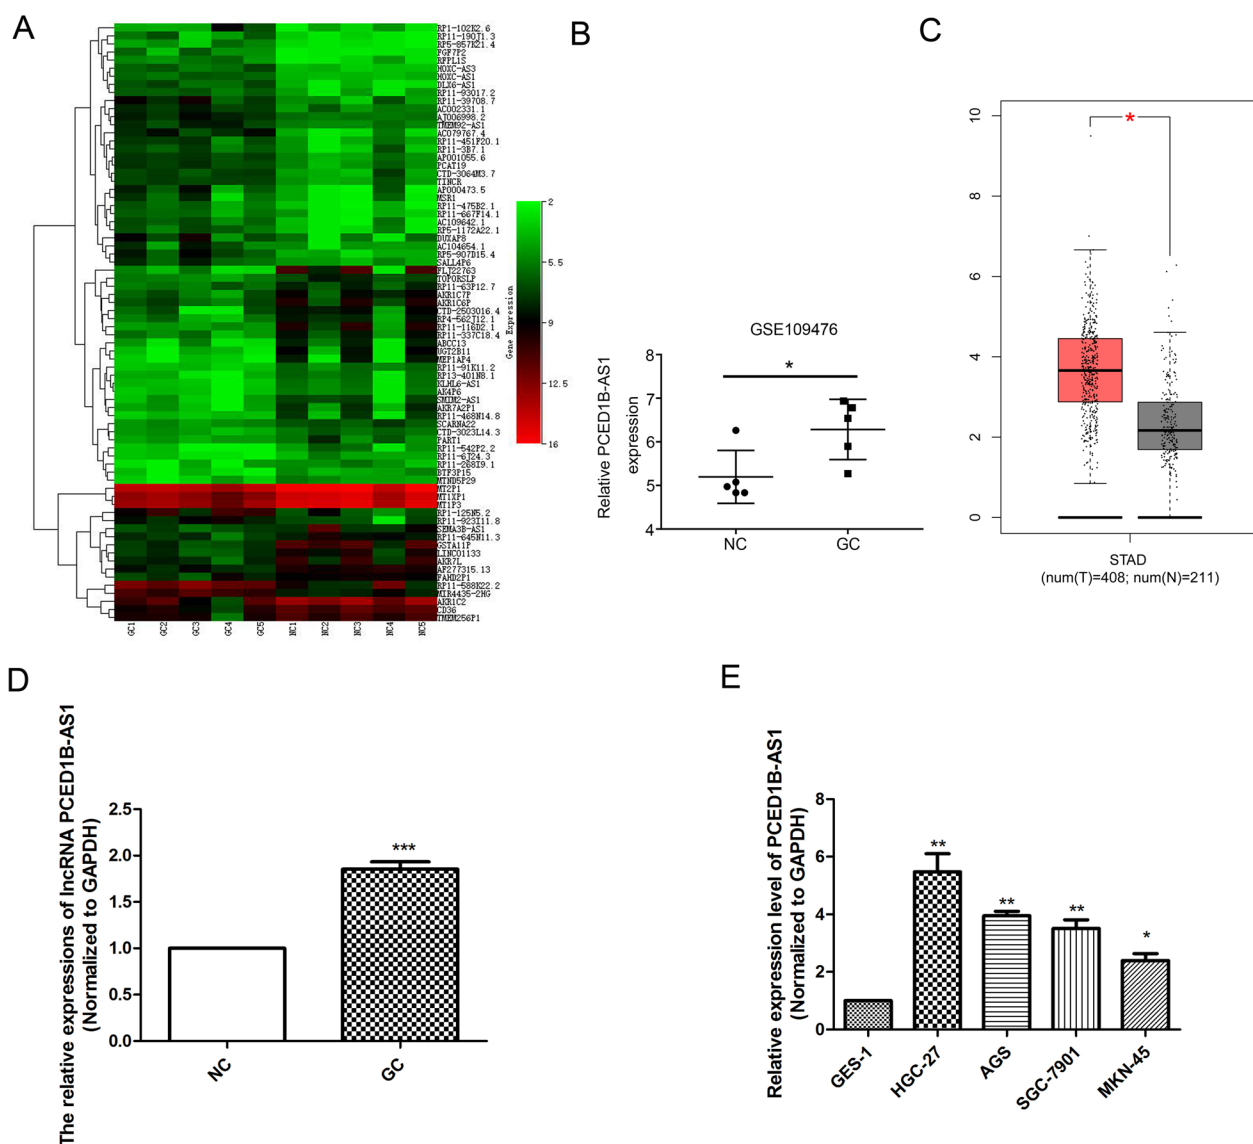 A
RP1-102K2.6
RP11-190J1.3
RP5-857K21.4
FGF7P2
RFPL1S
HOXC-AS3
HOXC-AS1
DLX6-AS1
RP11-93O17.2
RP11-397O8.7
AC002331.1
AJ006998.2
TMEM92-AS1
AC079767.4
RP11-451F20.1
RP11-3B7.1
AP001055.6
PCAT19
CTD-3064M3.7
TINCR
AP000473.5
MSR1
RP11-475B2.1
RP11-667F14.1
AC109642.1
RP5-1172A22.1
DUXAP8
AC104654.1
RP5-907D15.4
SALL4P6
FLJ22763
TOPORSLP
RP11-63P12.7
AKR1C7P
AKR1C6P
CTD-2503O16.4
RP4-562J12.1
RP11-116D2.1
RP11-337C18.4
ABCC13
UGT2B11
MEP1AP4
RP11-91K11.2
RP13-401N8.1
KLHL6-AS1
AK4P6
SMIM2-AS1
AKR7A2P1
RP11-468N14.8
SCARNA22
CTD-3023L14.3
PART1
RP11-542P2.2
RP11-6J24.3
RP11-268I9.1
BTF3P15
MTND5P29
MT2P1
MT1XP1
MT1P3
RP1-125N5.2
RP11-923I11.8
SEMA3B-AS1
RP11-645N11.3
GSTA11P
LINC01133
AKR7L
AF277315.13
FAHD2P1
RP11-588K22.2
MIR4435-2HG
AKR1C2
CD36
TMEM256P1
GC1 GC2 GC3 GC4 GC5 NC1 NC2 NC3 NC4 NC5
2
5.5
9
12.5
16
Gene Expression
B
GSE109476
*
Relative PCED1B-AS1
expression
8
7
6
5
4
NC GC
C
*
10
8
6
4
2
0
STAD
(num(T)=408; num(N)=211)
D
The relative expressions of lncRNA PCED1B-AS1
(Normalized to GAPDH)
2.5
2.0
1.5
1.0
0.5
0.0
***
NC GC
E
Relative expression level of PCED1B-AS1
(Normalized to GAPDH)
8
6
4
2
0
** ** ** *
GES-1 HGC-27 AGS SGC-7901 MKN-45